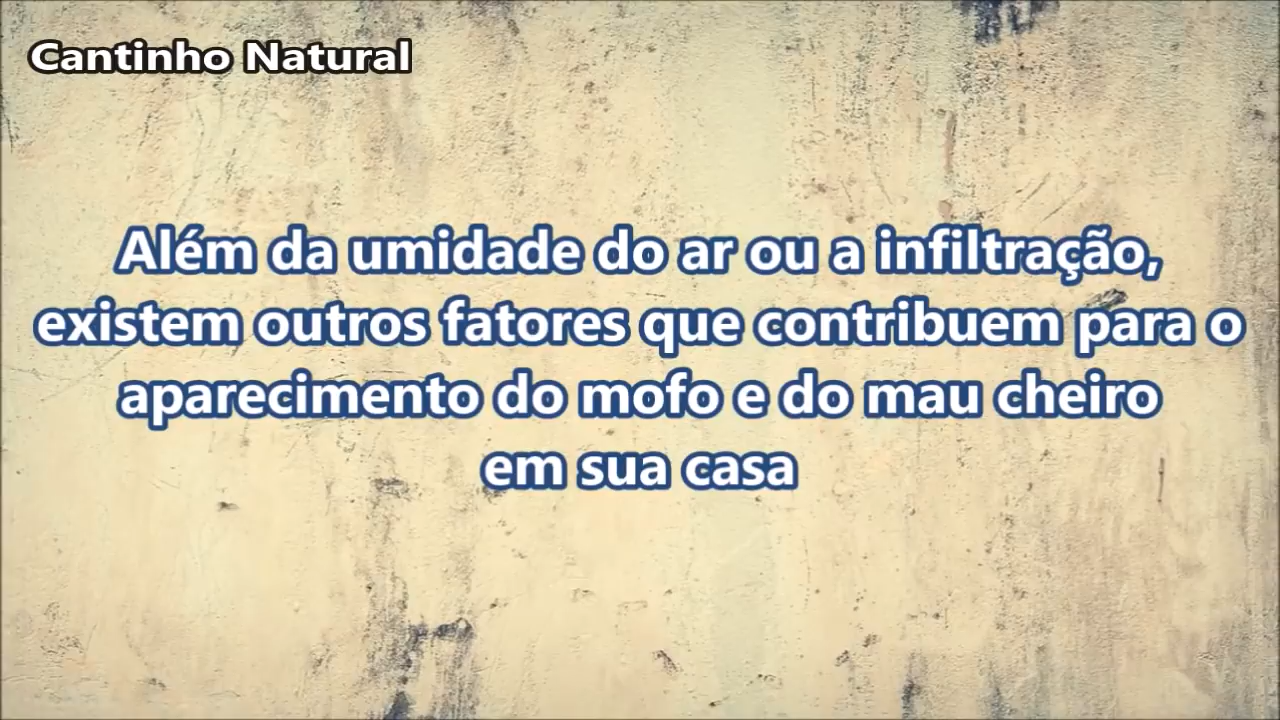 Cantinho Natural
Além da umidade do ar ou a infiltração,
existem outros fatores que contribuem para o
aparecimento do mofo e do mau cheiro
em sua casa